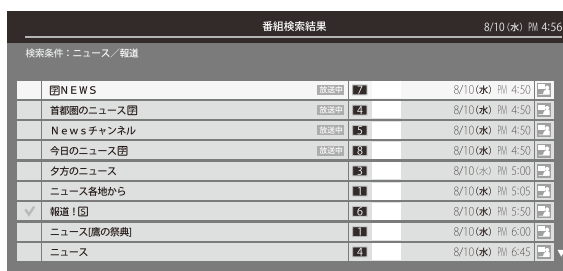 番組検索結果 8/10(水) PM 4:56
検索条件：ニュース／報道
字ＮＥＷＳ 放送中 7 8/10(水) PM 4:50
首都圏のニュース字 放送中 4 8/10(水) PM 4:50
Ｎｅｗｓチャンネル 放送中 5 8/10(水) PM 4:50
今日のニュース字 放送中 8 8/10(水) PM 4:50
夕方のニュース 3 8/10(水) PM 5:00
ニュース各地から 1 8/10(水) PM 5:05
報道！S 6 8/10(水) PM 5:50
ニュース[鷹の祭典] 1 8/10(水) PM 6:00
ニュース 4 8/10(水) PM 6:45